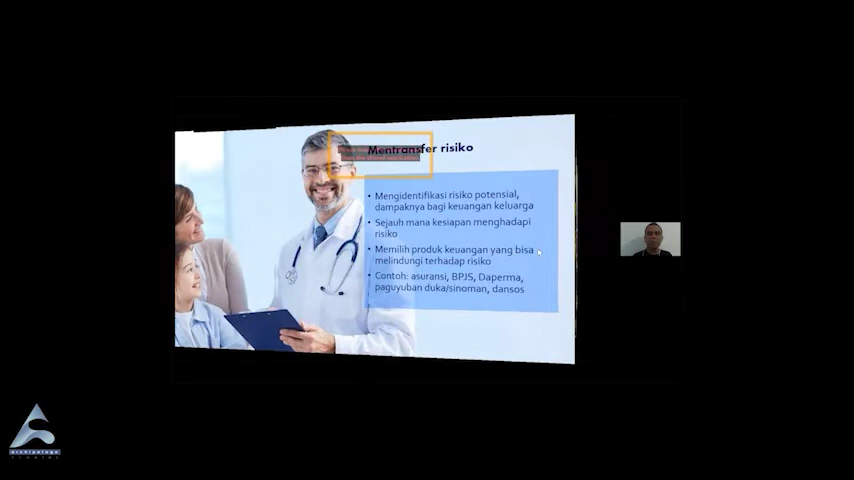 Mentransfer risiko
• Mengidentifikasi risiko potensial,
dampaknya bagi keuangan keluarga
• Sejauh mana kesiapan menghadapi
risiko
• Memilih produk keuangan yang bisa
melindungi terhadap risiko
• Contoh: asuransi, BPJS, Daperma,
paguyuban duka/sinoman, dansos
archipelago